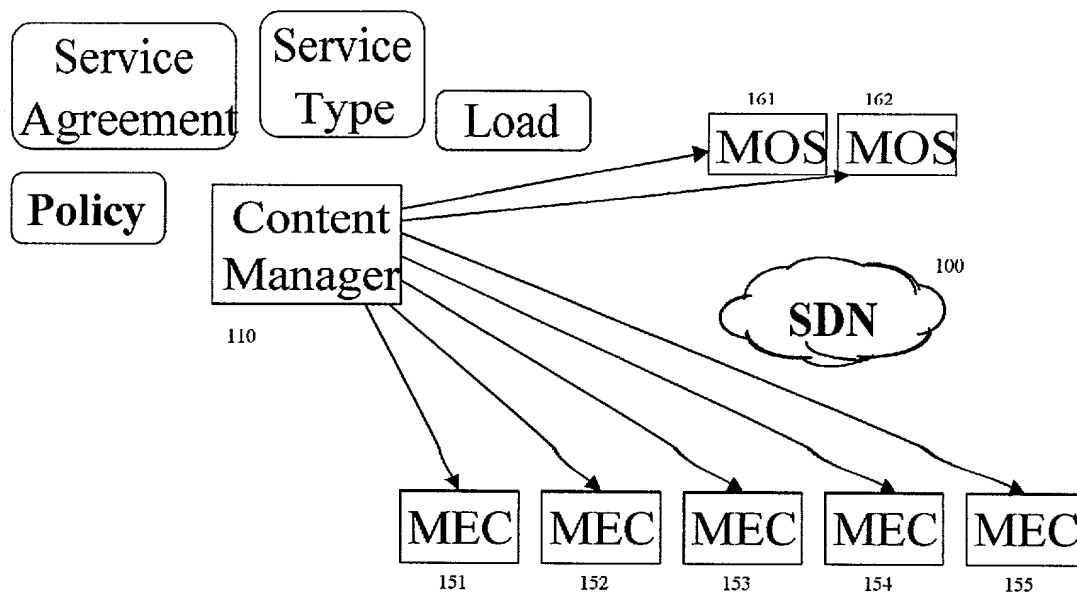 Service
Agreement
Service
Type
Load
Policy
161
162
MOS
MOS
Content
Manager
110
100
SDN
MEC
MEC
MEC
MEC
MEC
151
152
153
154
155